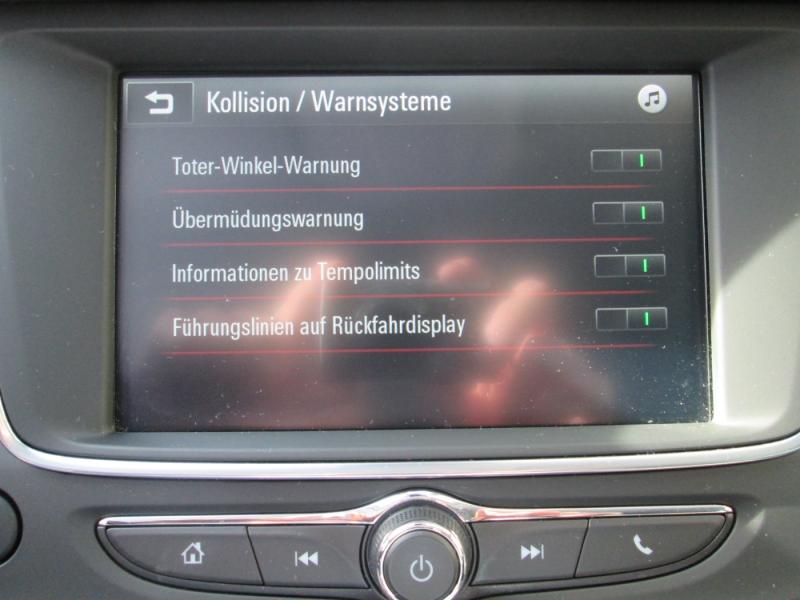 Kollision / Warnsysteme
Toter-Winkel-Warnung
Übermüdungswarnung
Informationen zu Tempolimits
Führungslinien auf Rückfahrdisplay